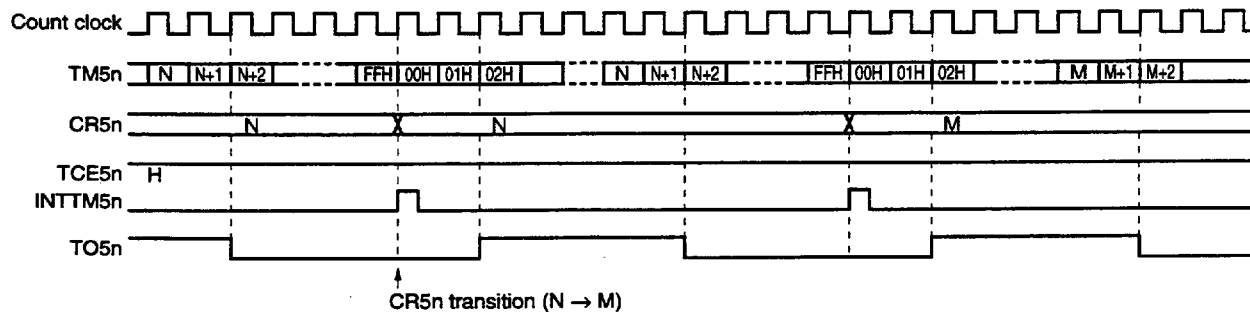 Count clock
TM5n N N+1 N+2 FFH 00H 01H 02H N N+1 N+2 FFH 00H 01H 02H M M+1 M+2
CR5n N N M
TCE5n
H
INTTM5n
TO5n
CR5n transition (N → M)